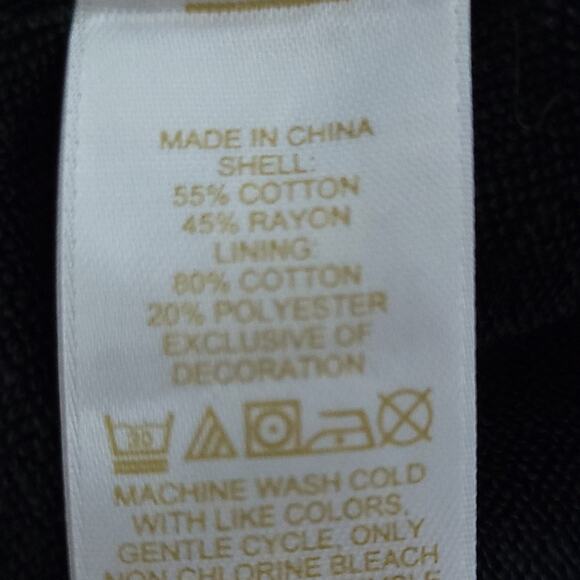 MADE IN CHINA
SHELL:
55% COTTON
45% RAYON
LINING:
80% COTTON
20% POLYESTER
EXCLUSIVE OF
DECORATION
30
MACHINE WASH COLD
WITH LIKE COLORS,
GENTLE CYCLE, ONLY
NON CHLORINE BLEACH